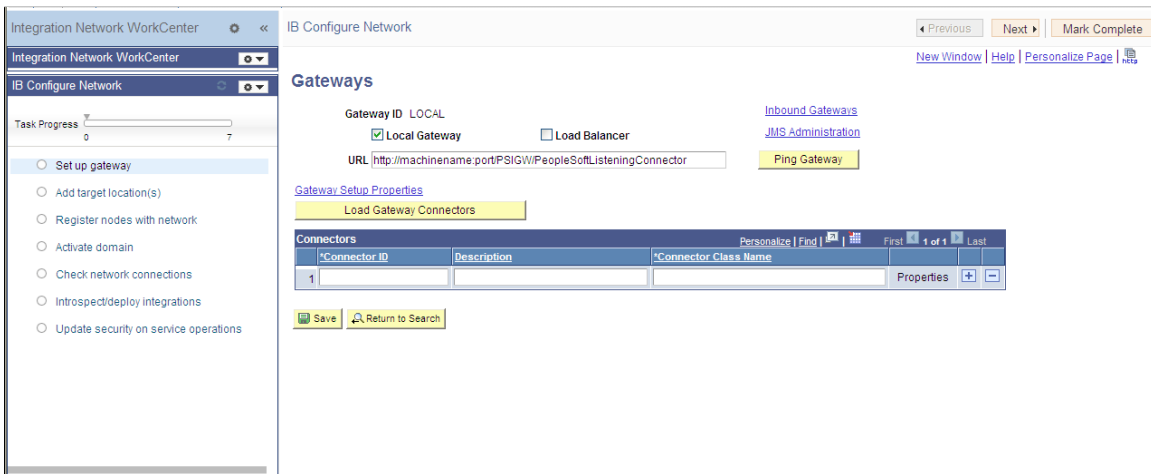 Integration Network WorkCenter
Integration Network WorkCenter
IB Configure Network
Task Progress
0 7
Set up gateway
Add target location(s)
Register nodes with network
Activate domain
Check network connections
Introspect/deploy integrations
Update security on service operations
IB Configure Network
Previous Next Mark Complete
New Window | Help | Personalize Page | http
Gateways
Gateway ID LOCAL
Inbound Gateways
Local Gateway Load Balancer
JMS Administration
URL http://machinename:port/PSIGW/PeopleSoftListeningConnector
Ping Gateway
Gateway Setup Properties
Load Gateway Connectors
Connectors Personalize | Find | First 1 of 1 Last
*Connector ID Description *Connector Class Name
1 Properties
Save Return to Search